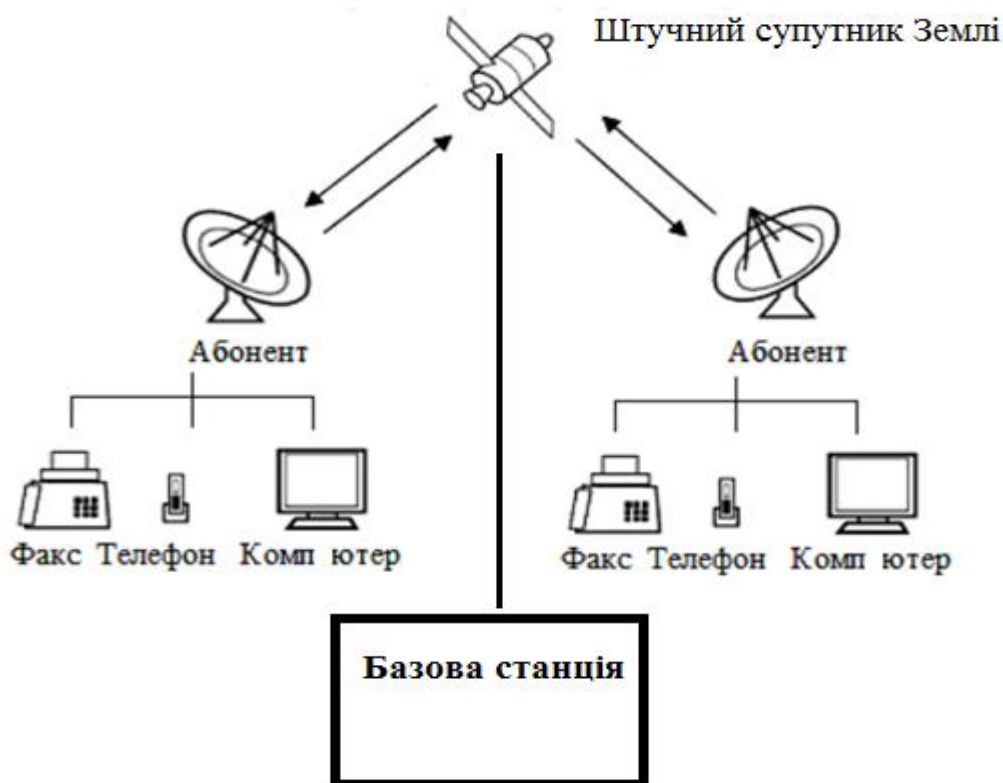 Штучний супутник Землі
Абонент
Абонент
Факс Телефон Комп ютер
Факс Телефон Комп ютер
Базова станція